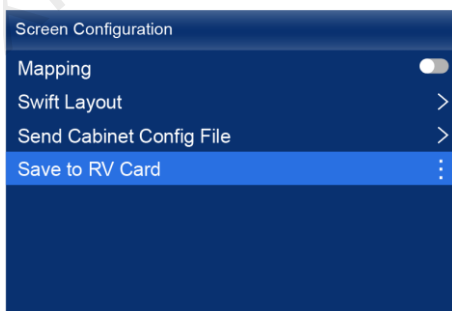 Screen Configuration
Mapping
Swift Layout
Send Cabinet Config File
Save to RV Card